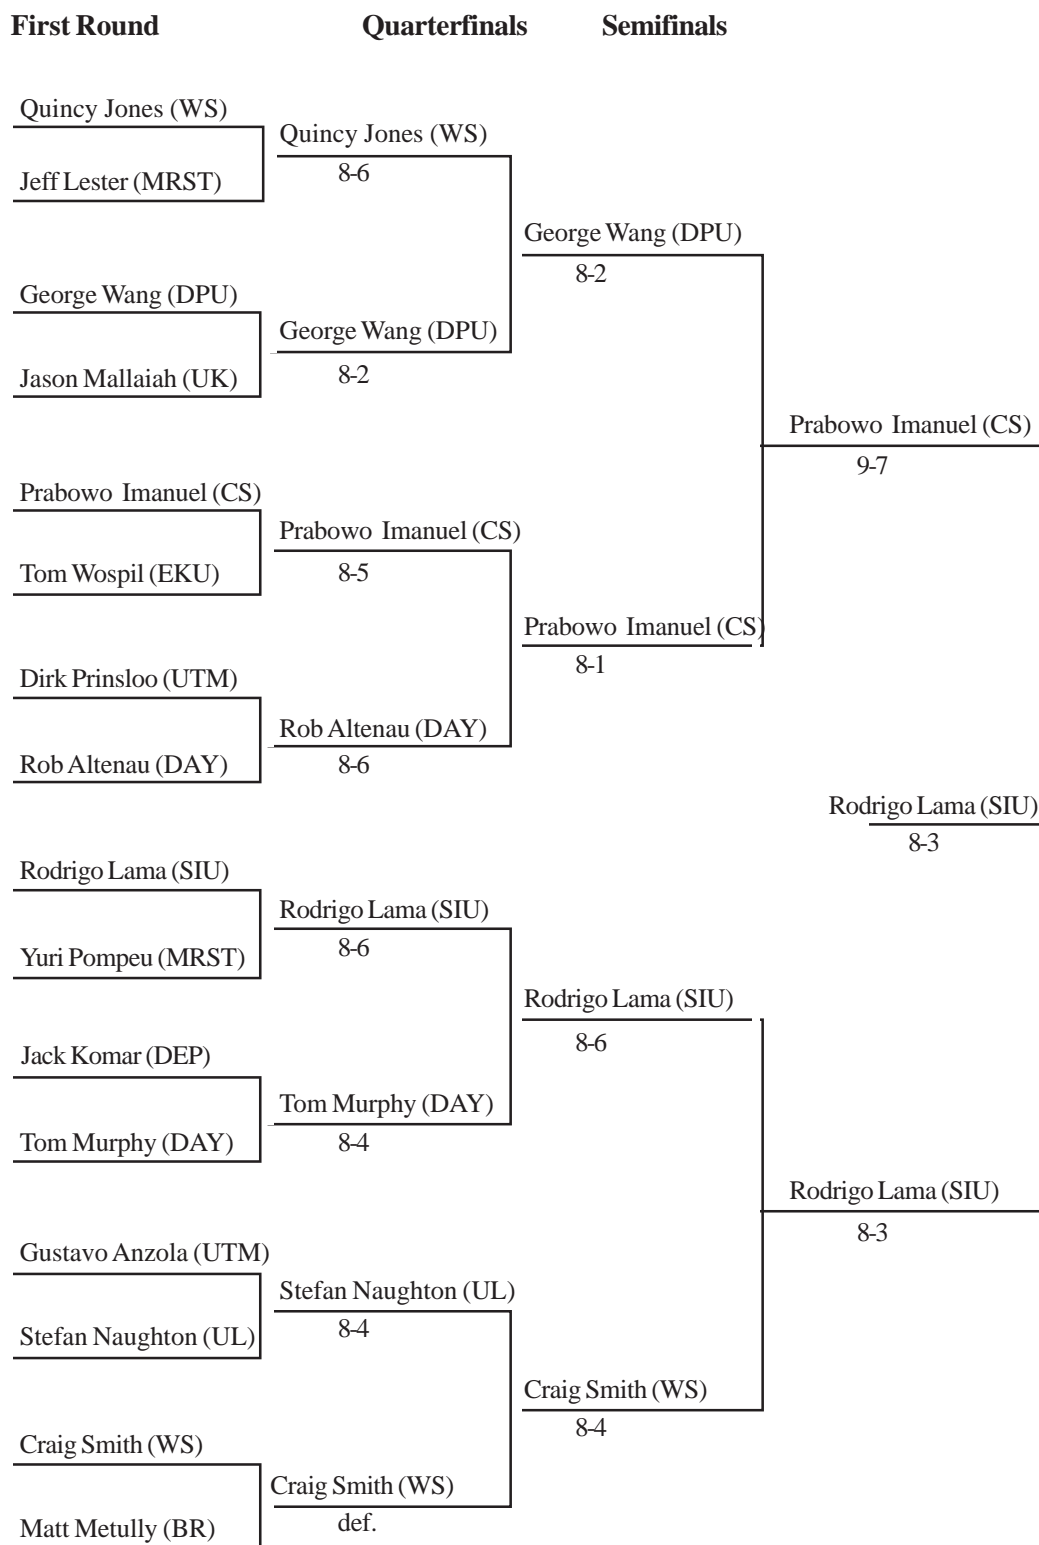 First Round Quarterfinals Semifinals
Quincy Jones (WS)
Quincy Jones (WS)
8-6
Jeff Lester (MRST)
George Wang (DPU)
8-2
George Wang (DPU)
George Wang (DPU)
8-2
Jason Mallaiah (UK)
Prabowo Imanuel (CS)
9-7
Prabowo Imanuel (CS)
Prabowo Imanuel (CS)
8-5
Tom Wospil (EKU)
Prabowo Imanuel (CS)
8-1
Dirk Prinsloo (UTM)
Rob Altenau (DAY)
8-6
Rob Altenau (DAY)
Rodrigo Lama (SIU)
8-3
Rodrigo Lama (SIU)
Rodrigo Lama (SIU)
8-6
Yuri Pompeu (MRST)
Rodrigo Lama (SIU)
8-6
Jack Komar (DEP)
Tom Murphy (DAY)
8-4
Tom Murphy (DAY)
Rodrigo Lama (SIU)
8-3
Gustavo Anzola (UTM)
Stefan Naughton (UL)
8-4
Stefan Naughton (UL)
Craig Smith (WS)
8-4
Craig Smith (WS)
Craig Smith (WS)
def.
Matt Metully (BR)